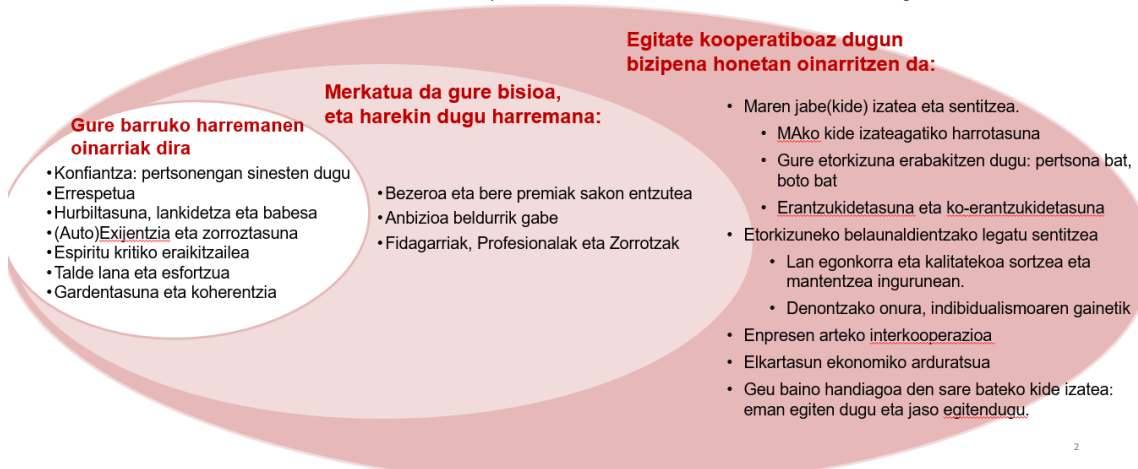 Gure barruko harremanen
oinarriak dira
•Konfiantza: pertsonengan sinesten dugu
•Errespetua
•Hurbiltasuna, lankidetza eta babesa
•(Auto)Exijentzia eta zorroztasuna
•Espiritu kritiko eraikitzailea
•Talde lana eta esfortzua
•Gardentasuna eta koherentzia
Merkatua da gure bisioa,
eta harekin dugu harremana:
•Bezeroa eta bere premiak sakon entzutea
•Anbizioa beldurrik gabe
•Fidagarriak, Profesionalak eta Zorrotzak
Egitate kooperatiboaz dugun
bizipena honetan oinarritzen da:
• Maren jabe(kide) izatea eta sentitzea.
• MAko kide izateagatiko harrotasuna
• Gure etorkizuna erabakitzen dugu: pertsona bat,
boto bat
• Erantzukidetasuna eta ko-erantzukidetasuna
• Etorkizuneko belaunaldientzako legatu sentitzea
• Lan egonkorra eta kalitatekoa sortzea eta
mantentzea ingurunean.
• Denontzako onura, indibidualismoaren gainetik
• Enpresen arteko interkooperazioa
• Elkartasun ekonomiko arduratsua
• Geu baino handiagoa den sare bateko kide izatea:
eman egiten dugu eta jaso egitendugu.
2